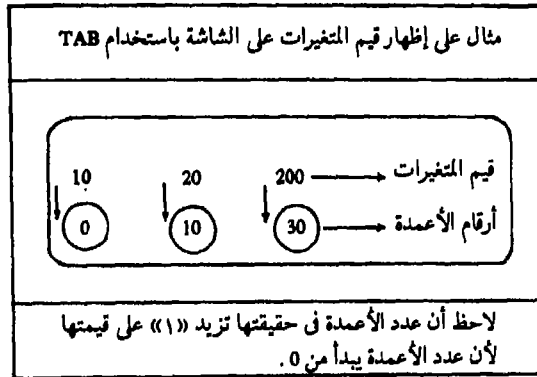 مثال على إظهار قيم المتغيرات على الشاشة باستخدام TAB
10 20 200 قيم المتغيرات
0 10 30 أرقام الأعمدة
لاحظ أن عدد الأعمدة فى حقيقتها تزيد «١» على قيمتها
لأن عدد الأعمدة يبدأ من 0 .